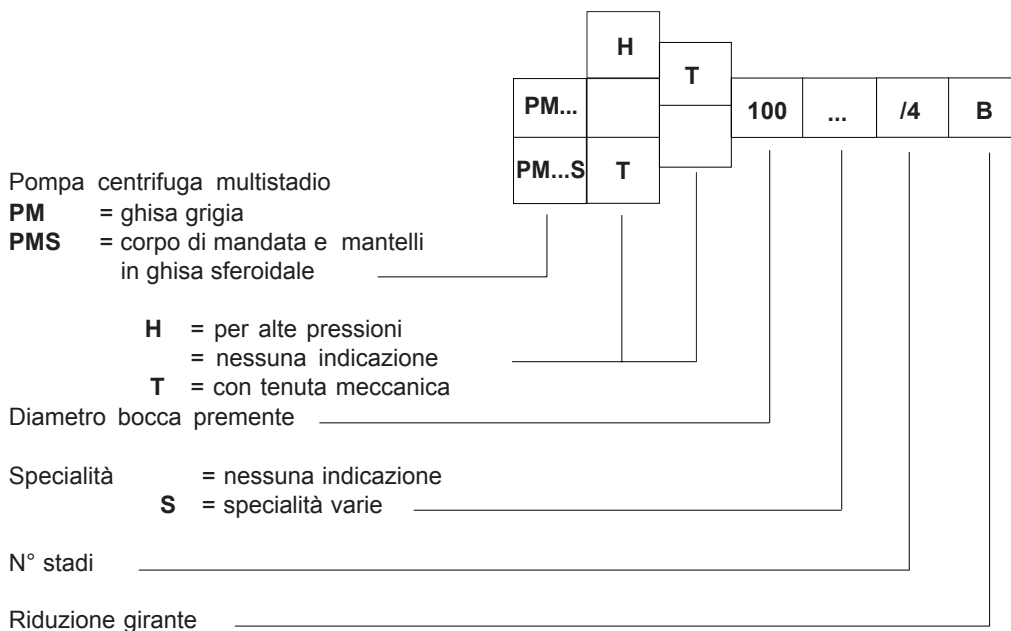 H
T
PM... 100 ... /4 B
PM...S T
Pompa centrifuga multistadio
PM = ghisa grigia
PMS = corpo di mandata e mantelli
in ghisa sferoidale
H = per alte pressioni
= nessuna indicazione
T = con tenuta meccanica
Diametro bocca premente
Specialità = nessuna indicazione
S = specialità varie
N° stadi
Riduzione girante